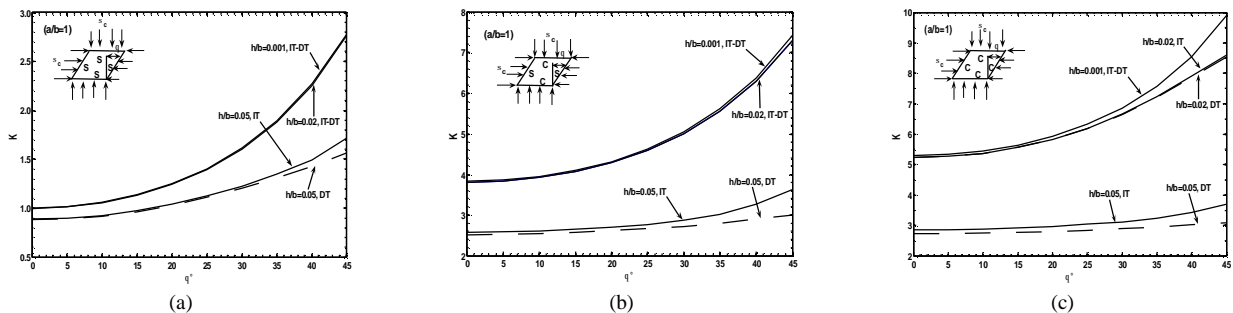 (a/b=1)
s c
q
s c
S
S
S
S
h/b=0.001, IT-DT
h/b=0.02, IT-DT
h/b=0.05, IT
h/b=0.05, DT
K
3.0
2.5
2.0
1.5
1.0
0.5
0 5 10 15 20 25 30 35 40 45
q°
(a)
(a/b=1)
s c
q
s c
C
S
S
C
h/b=0.001, IT-DT
h/b=0.02, IT-DT
h/b=0.05, IT
h/b=0.05, DT
K
8
7
6
5
4
3
2
1
0 5 10 15 20 25 30 35 40 45
q°
(b)
(a/b=1)
s c
q
s c
C
C
C
C
h/b=0.02, IT
h/b=0.001, IT-DT
h/b=0.02, DT
h/b=0.05, IT
h/b=0.05, DT
K
10
9
8
7
6
5
4
3
2
1
0 5 10 15 20 25 30 35 40 45
q°
(c)